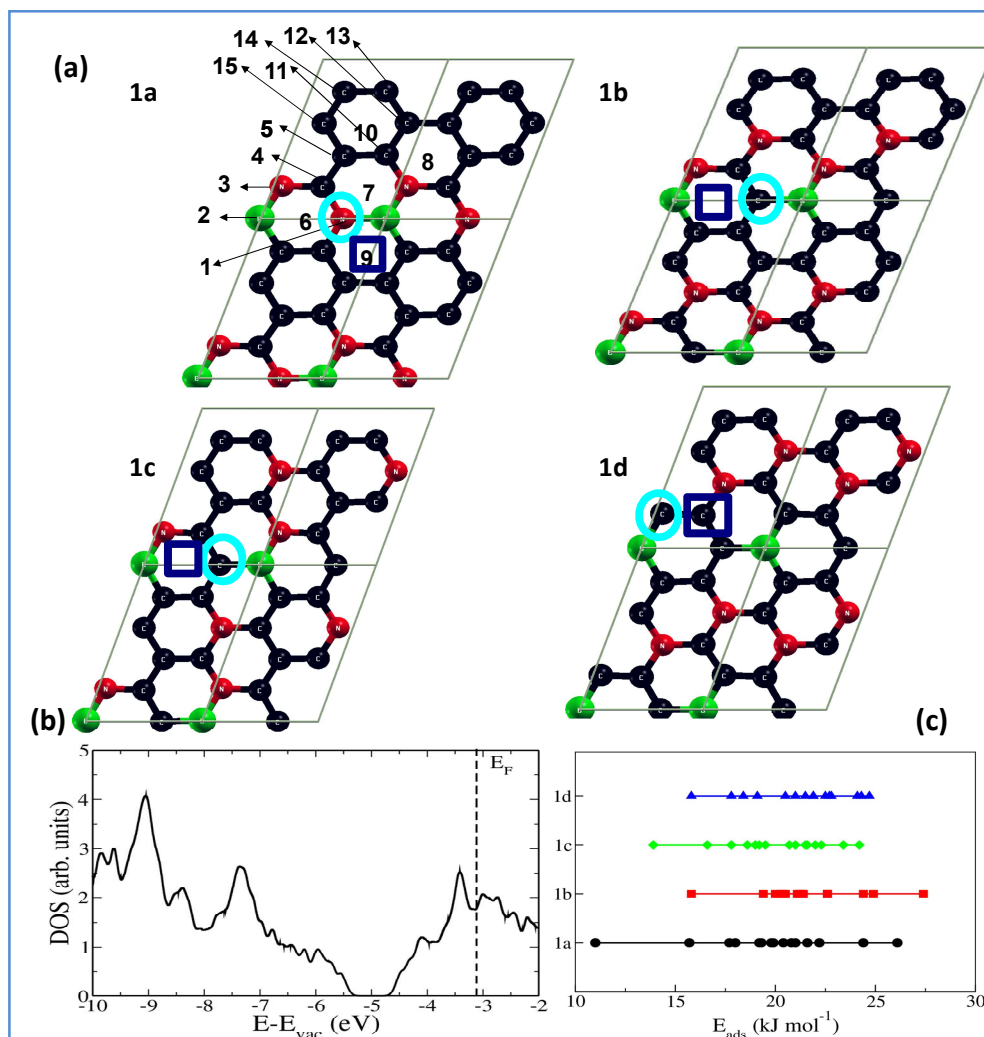 (a)
14 12 13
1a
15
11
5
10
4
8
3
7
2
6
1
9
1b
1c
1d
(b)
(c)
5
4
3
2
1
0
DOS (arb. units)
E_F
-10 -9 -8 -7 -6 -5 -4 -3 -2
E-E_vac (eV)
1d
1c
1b
1a
10 15 20 25 30
E_ads (kJ mol⁻¹)